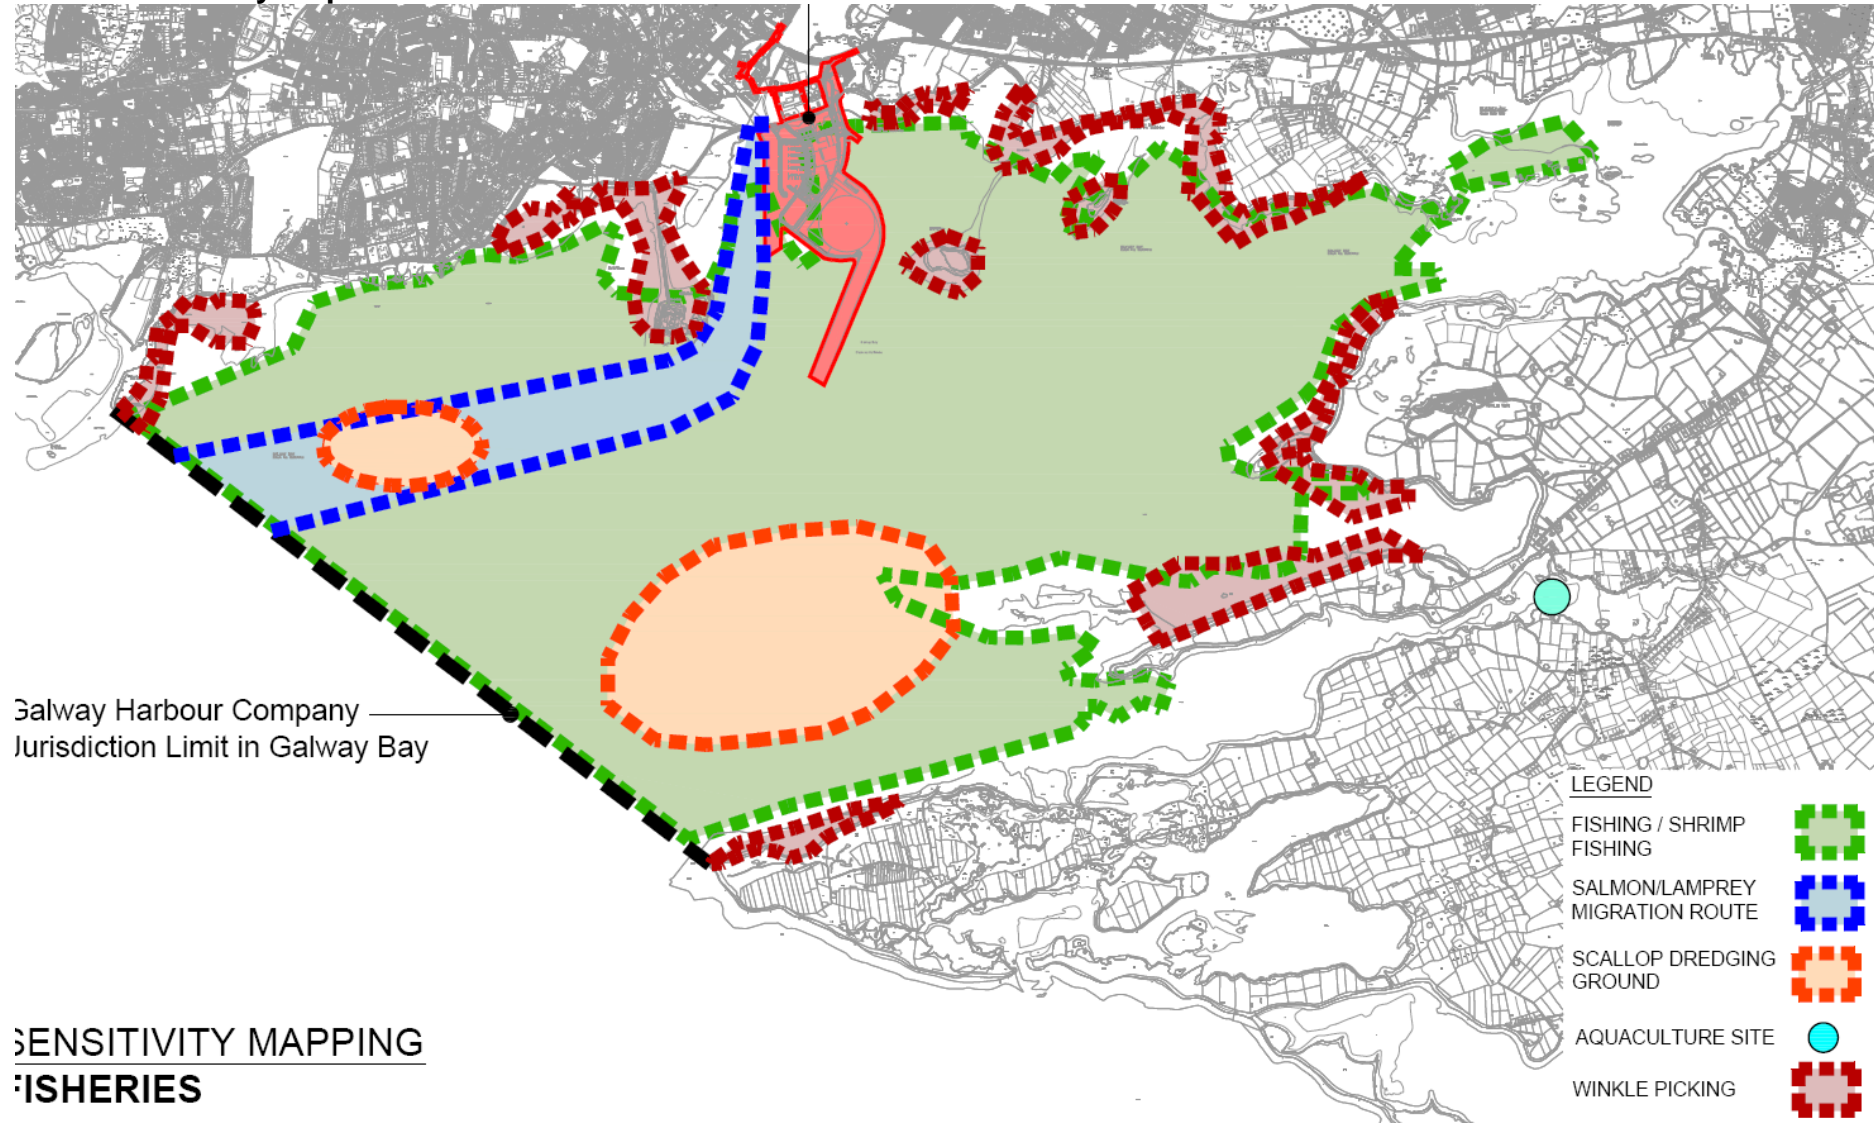 Galway Harbour Company
Jurisdiction Limit in Galway Bay
LEGEND
FISHING / SHRIMP
FISHING
SALMON/LAMPREY
MIGRATION ROUTE
SCALLOP DREDGING
GROUND
AQUACULTURE SITE
WINKLE PICKING
SENSITIVITY MAPPING
FISHERIES